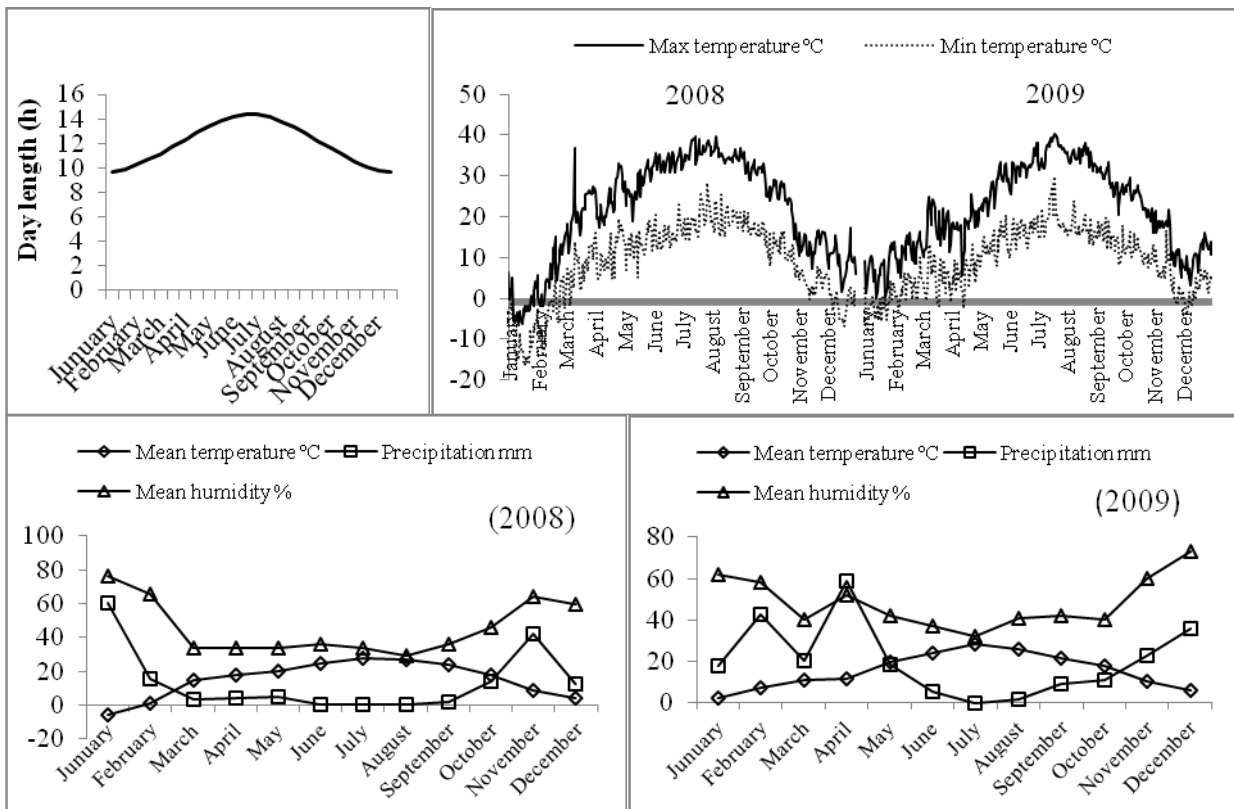 Day length (h)
16
14
12
10
8
6
4
2
0
Junuary
February
March
April
May
June
July
August
September
October
November
December
Max temperature °C
Min temperature °C
2008
2009
50
40
30
20
10
0
-10
-20
January
February
March
April
May
June
July
August
September
October
November
December
Junuary
February
March
April
May
June
July
August
September
October
November
December
Mean temperature °C
Precipitation mm
Mean humidity %
(2008)
100
80
60
40
20
0
-20
Junuary
February
March
April
May
June
July
August
September
October
November
December
Mean temperature °C
Precipitation mm
Mean humidity %
(2009)
80
60
40
20
0
Junuary
February
March
April
May
June
July
August
September
October
November
December